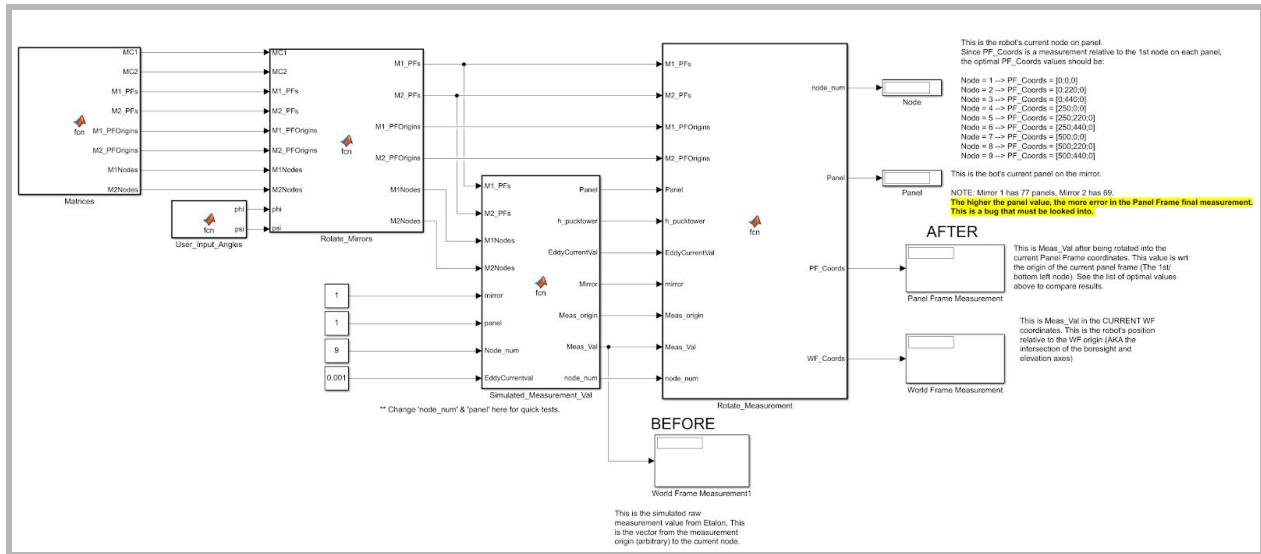 MC1
MC2
M1_PFs
M2_PFs
M1_PFOrigins
M2_PFOrigins
M1Nodes
M2Nodes
fcn
Matrices
phi
psi
fcn
User_Input_Angles
MC1
MC2
M1_PFs
M2_PFs
M1_PFOrigins
M2_PFOrigins
M1Nodes
M2Nodes
phi
psi
fcn
M1_PFs
M2_PFs
M1_PFOrigins
M2_PFOrigins
M1Nodes
M2Nodes
Rotate_Mirrors
1
1
9
0.001
M1_PFs
M2_PFs
M1Nodes
M2Nodes
mirror
panel
Node_num
EddyCurrentval
fcn
Panel
h_pucktower
EddyCurrentVal
Mirror
Meas_origin
Meas_Val
node_num
Simulated_Measurement_Val
** Change 'node_num' & 'panel' here for quick tests.
M1_PFs
M2_PFs
M1_PFOrigins
M2_PFOrigins
Panel
h_pucktower
EddyCurrentVal
mirror
Meas_origin
Meas_Val
node_num
fcn
node_num
Panel
PF_Coords
WF_Coords
Rotate_Measurement
BEFORE
World Frame Measurement1
This is the simulated raw
measurement value from Etalon. This
is the vector from the measurement
origin (arbitrary) to the current node.
Node
This is the robot's current node on panel.
Since PF_Coords is a measurement relative to the 1st node on each panel,
the optimal PF_Coords values should be:
Node = 1 --> PF_Coords = [0;0;0]
Node = 2 --> PF_Coords = [0;220;0]
Node = 3 --> PF_Coords = [0;440;0]
Node = 4 --> PF_Coords = [250;0;0]
Node = 5 --> PF_Coords = [250;220;0]
Node = 6 --> PF_Coords = [250;440;0]
Node = 7 --> PF_Coords = [500;0;0]
Node = 8 --> PF_Coords = [500;220;0]
Node = 9 --> PF_Coords = [500;440;0]
Panel
This is the bot's current panel on the mirror.
NOTE: Mirror 1 has 77 panels, Mirror 2 has 69.
The higher the panel value, the more error in the Panel Frame final measurement.
This is a bug that must be looked into.
AFTER
Panel Frame Measurement
This is Meas_Val after being rotated into the
current Panel Frame coordinates. This value is wrt
the origin of the current panel frame (The 1st/
bottom left node). See the list of optimal values
above to compare results.
World Frame Measurement
This is Meas_Val in the CURRENT WF
coordinates. This is the robot's position
relative to the WF origin (AKA the
intersection of the boresight and
elevation axes)